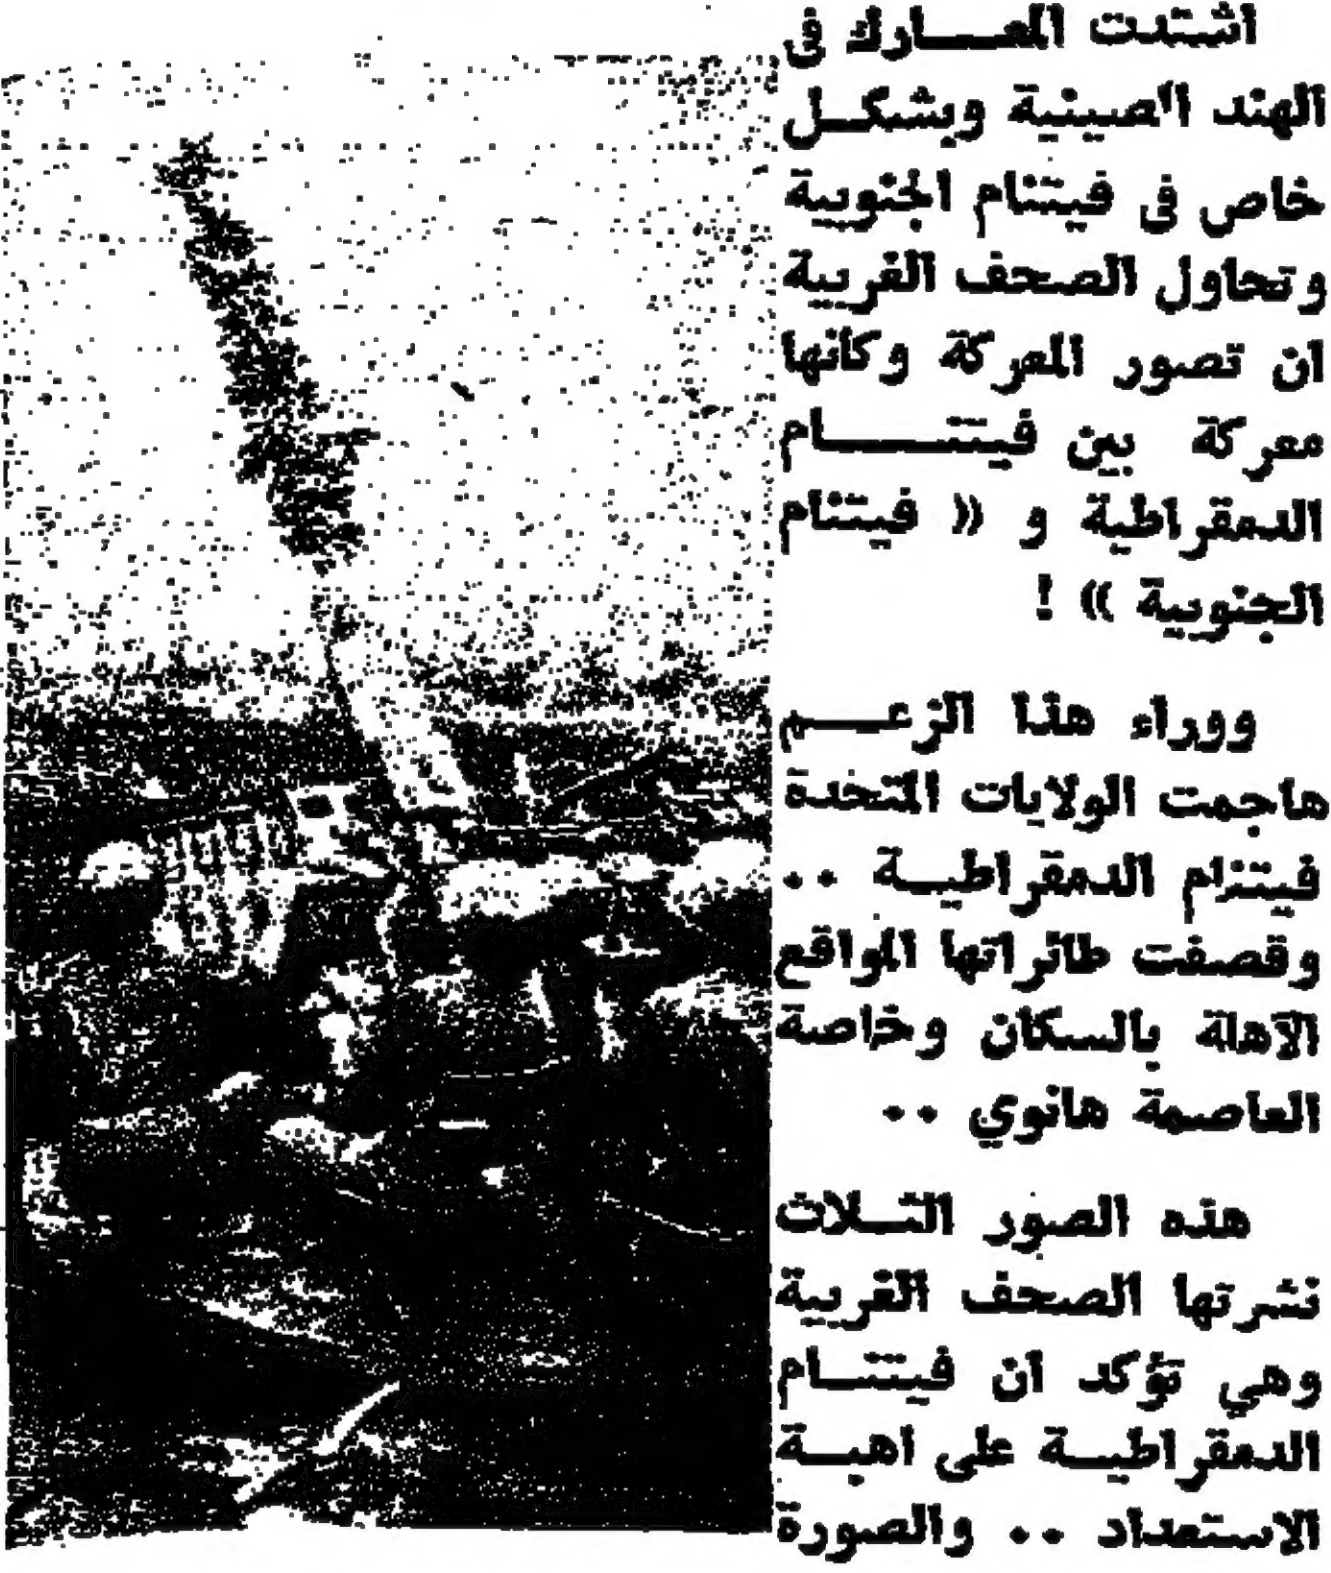 اشتدت المعارك فى
الهند الصينية وبشكل
خاص فى فيتنام الجنوبية
وتحاول الصحف الغربية
ان تصور المعركة وكأنها
معركة بين فيتنام
الدمقراطية و « فيتنام
الجنوبية » !
ووراء هذا الزعم
هاجمت الولايات المتحدة
فيتنام الدمقراطية ..
وقصفت طائراتها المواقع
الآهلة بالسكان وخاصة
العاصمة هانوي ..
هذه الصور الثلاث
نشرتها الصحف الغربية
وهي تؤكد ان فيتنام
الدمقراطية على اهبة
الاستعداد .. والصورة